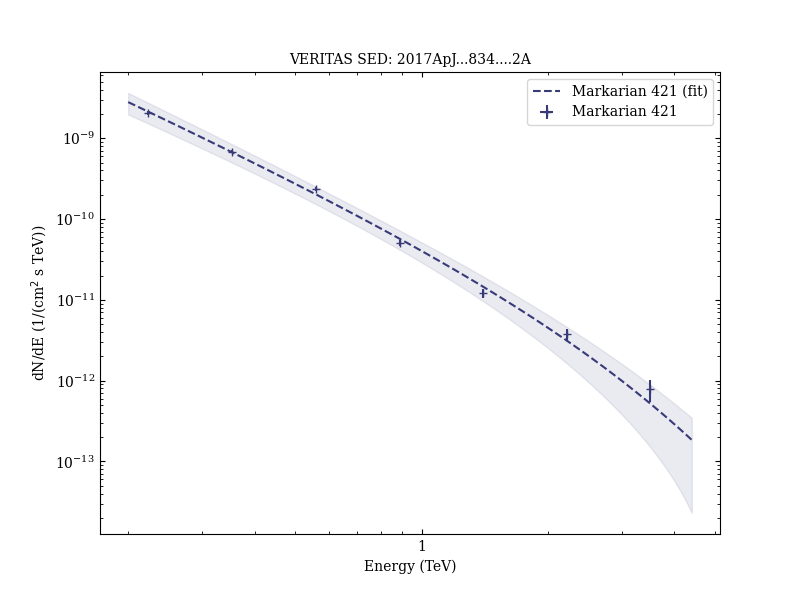 VERITAS SED: 2017ApJ...834....2A
Markarian 421 (fit)
Markarian 421
dN/dE (1/(cm² s TeV))
10⁻⁹
10⁻¹⁰
10⁻¹¹
10⁻¹²
10⁻¹³
1
Energy (TeV)